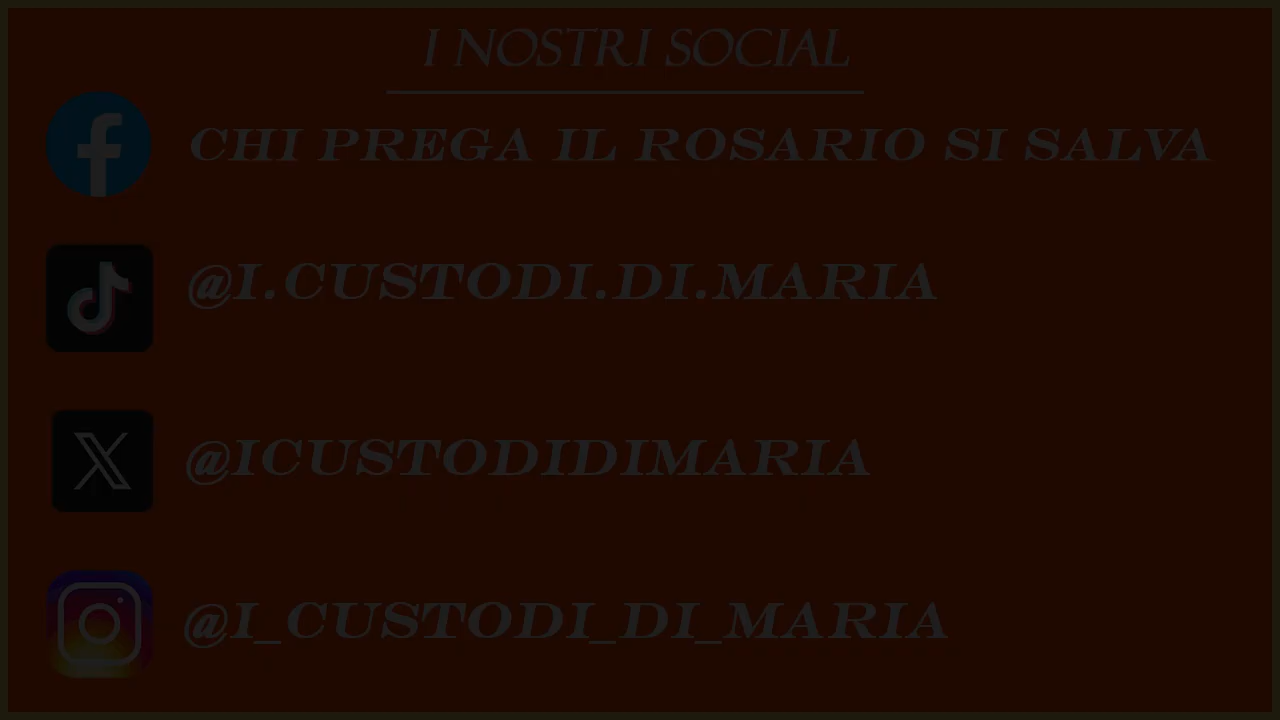 I NOSTRI SOCIAL
CHI PREGA IL ROSARIO SI SALVA
@I.CUSTODI.DI.MARIA
@ICUSTODIDIMARIA
@I_CUSTODI_DI_MARIA